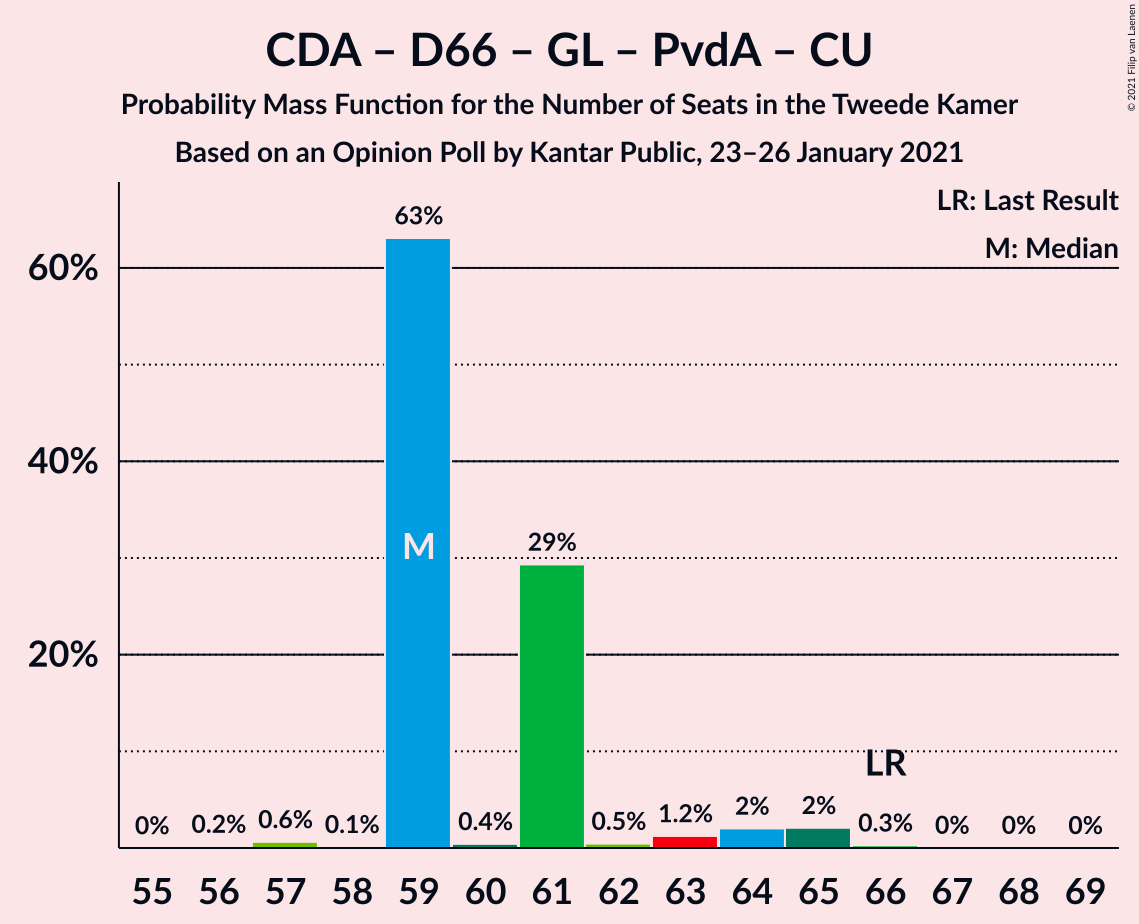 CDA – D66 – GL – PvdA – CU
Probability Mass Function for the Number of Seats in the Tweede Kamer
Based on an Opinion Poll by Kantar Public, 23–26 January 2021
© 2021 Filip van Laenen
LR: Last Result
M: Median
60%
40%
20%
0%
0.2%
0.6%
0.1%
63%
0.4%
29%
0.5%
1.2%
2%
2%
0.3%
0%
0%
0%
M
LR
55 56 57 58 59 60 61 62 63 64 65 66 67 68 69